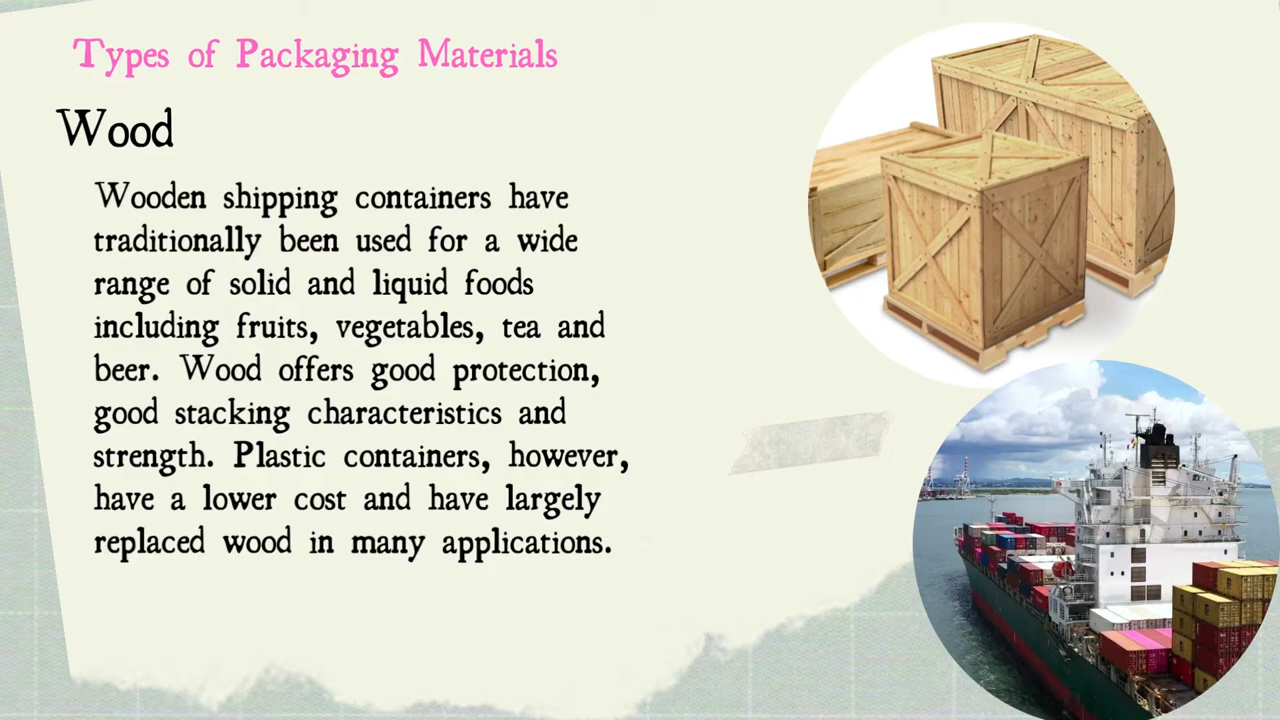 Types of Packaging Materials
Wood
Wooden shipping containers have
traditionally been used for a wide
range of solid and liquid foods
including fruits, vegetables, tea and
beer. Wood offers good protection,
good stacking characteristics and
strength. Plastic containers, however,
have a lower cost and have largely
replaced wood in many applications.